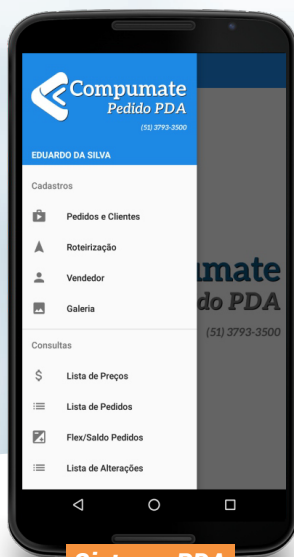 Compumate
Pedido PDA
(51) 3793-3500
EDUARDO DA SILVA
Cadastros
Pedidos e Clientes
Roteirização
Vendedor
Galeria
Consultas
Lista de Preços
Lista de Pedidos
Flex/Saldo Pedidos
Lista de Alterações
mate
do PDA
(51) 3793-3500